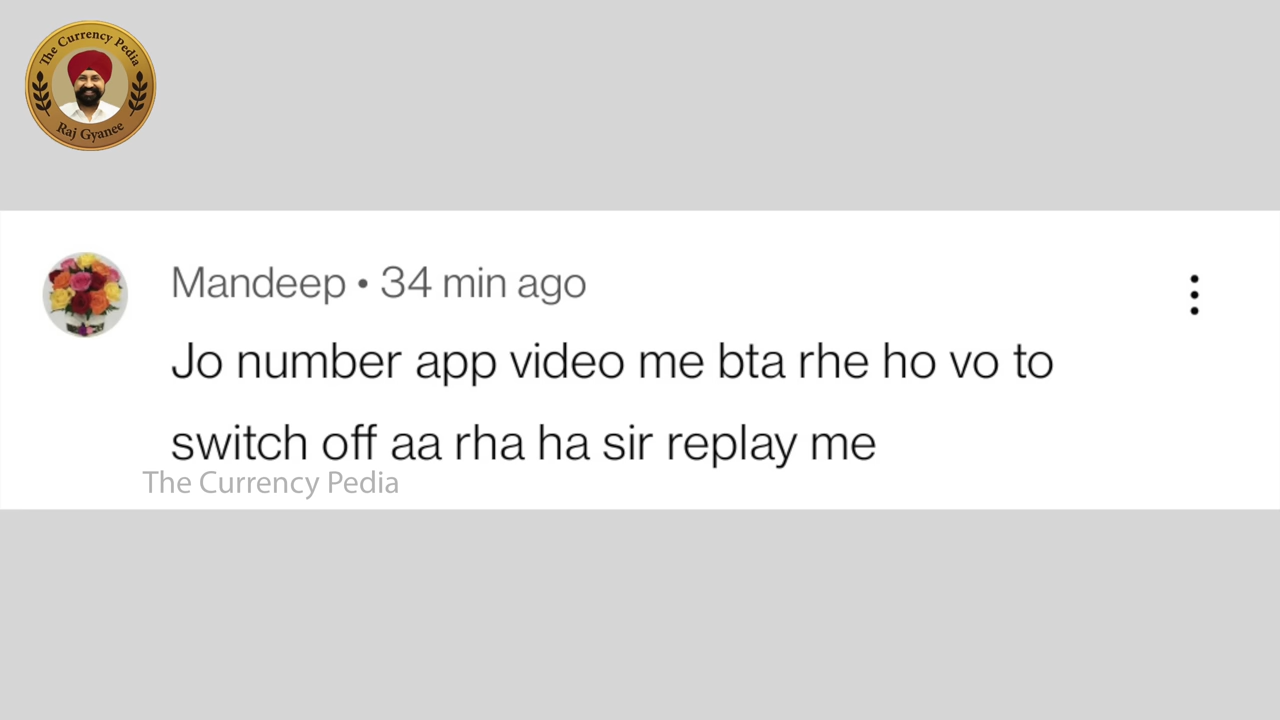 The Currency Pedia
Raj Gyanee
Mandeep • 34 min ago
Jo number app video me bta rhe ho vo to
switch off aa rha ha sir replay me
The Currency Pedia